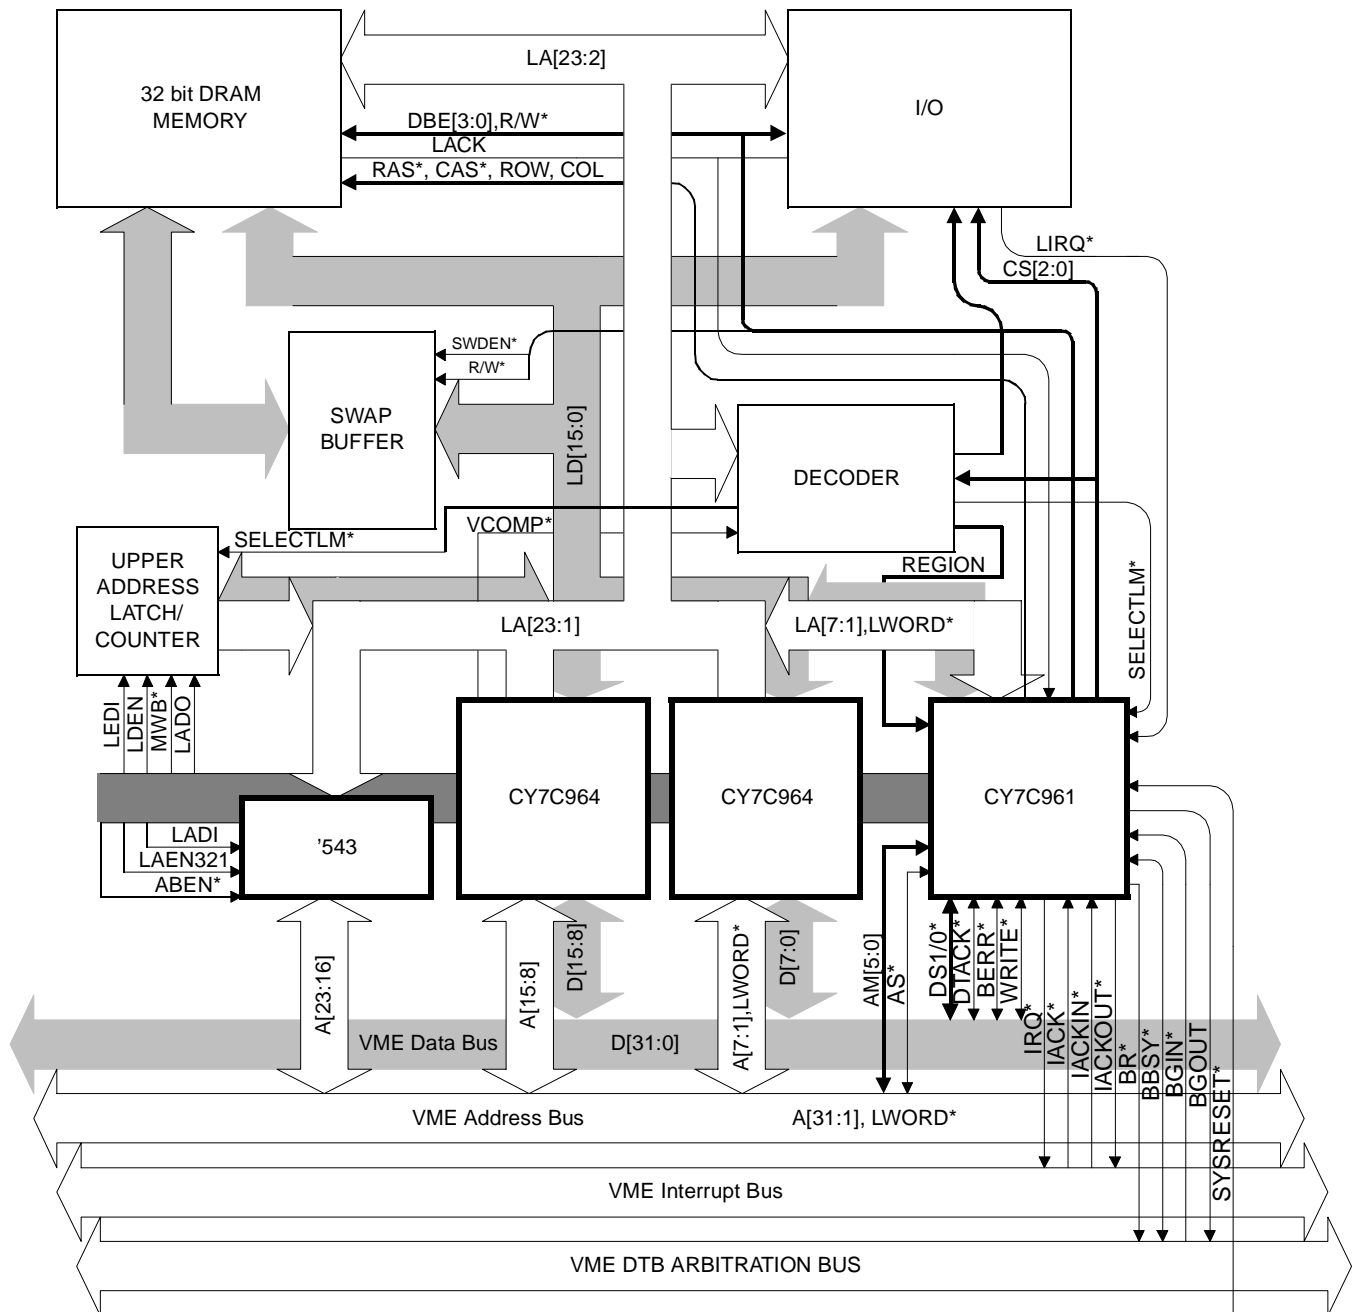 LA[23:2]
32 bit DRAM
MEMORY
I/O
DBE[3:0],R/W*
LACK
RAS*, CAS*, ROW, COL
LIRQ*
CS[2:0]
SWDEN*
R/W*
SWAP
BUFFER
LD[15:0]
DECODER
SELECTLM*
VCOMP*
REGION
SELECTLM*
UPPER
ADDRESS
LATCH/
COUNTER
LA[23:1]
LA[7:1],LWORD*
LEDI
LDEN
MWB*
LADO
CY7C964
CY7C964
CY7C961
'543
LADI
LAEN321
ABEN*
A[23:16]
A[15:8]
D[15:8]
A[7:1],LWORD*
D[7:0]
AM[5:0]
AS*
DS1/0*
DTACK*
BERR*
WRITE*
IRQ*
IACK*
IACKIN*
IACKOUT*
BR*
BBSY*
BGIN*
BGOUT
SYSRESET*
VME Data Bus
D[31:0]
VME Address Bus
A[31:1], LWORD*
VME Interrupt Bus
VME DTB ARBITRATION BUS